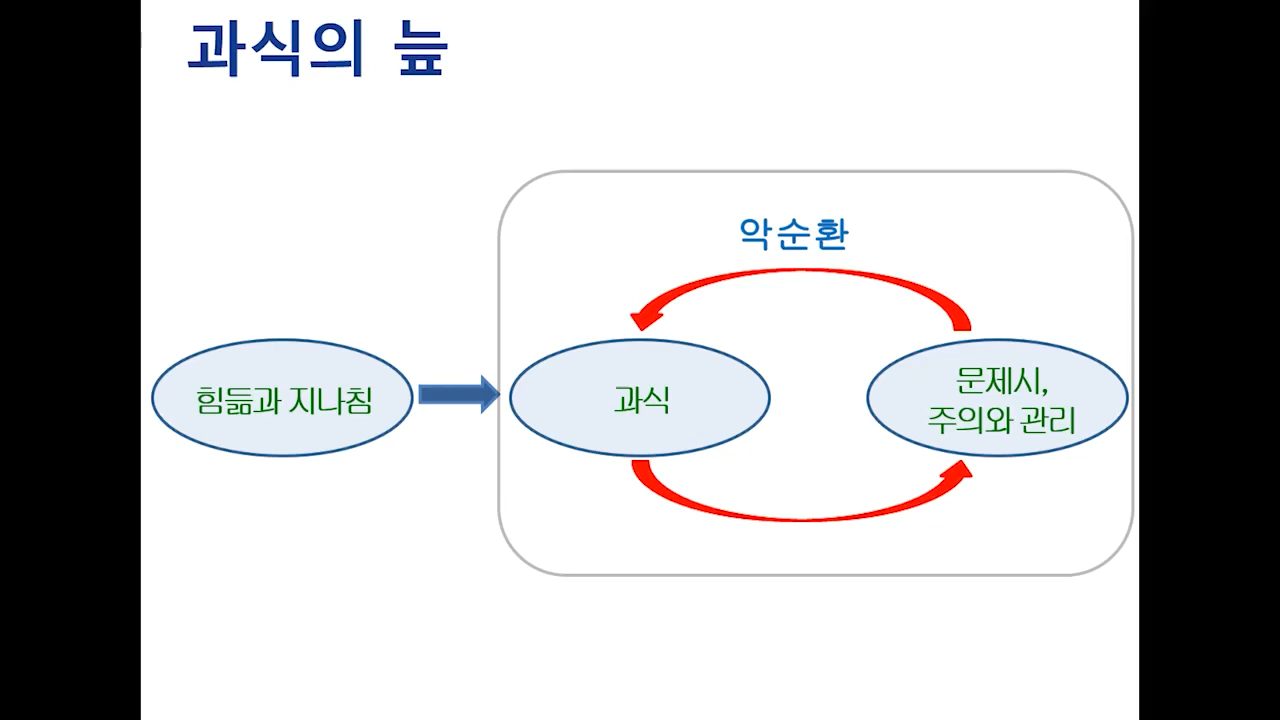 과식의 늪
악순환
힘듦과 지나침
과식
문제시,
주의와 관리